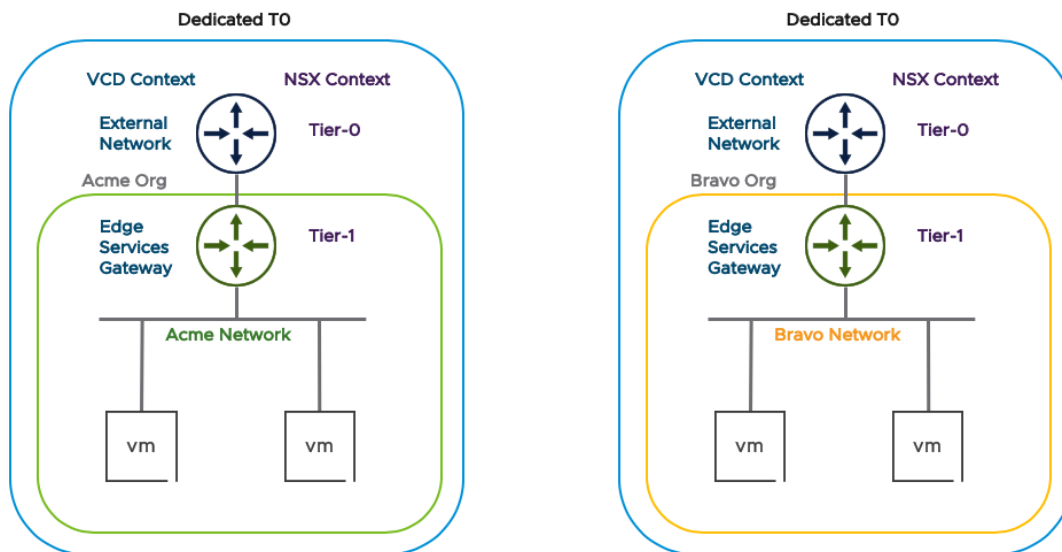 Dedicated T0
VCD Context
NSX Context
External
Network
Tier-0
Acme Org
Edge
Services
Gateway
Tier-1
Acme Network
vm
vm
Dedicated T0
VCD Context
NSX Context
External
Network
Tier-0
Bravo Org
Edge
Services
Gateway
Tier-1
Bravo Network
vm
vm